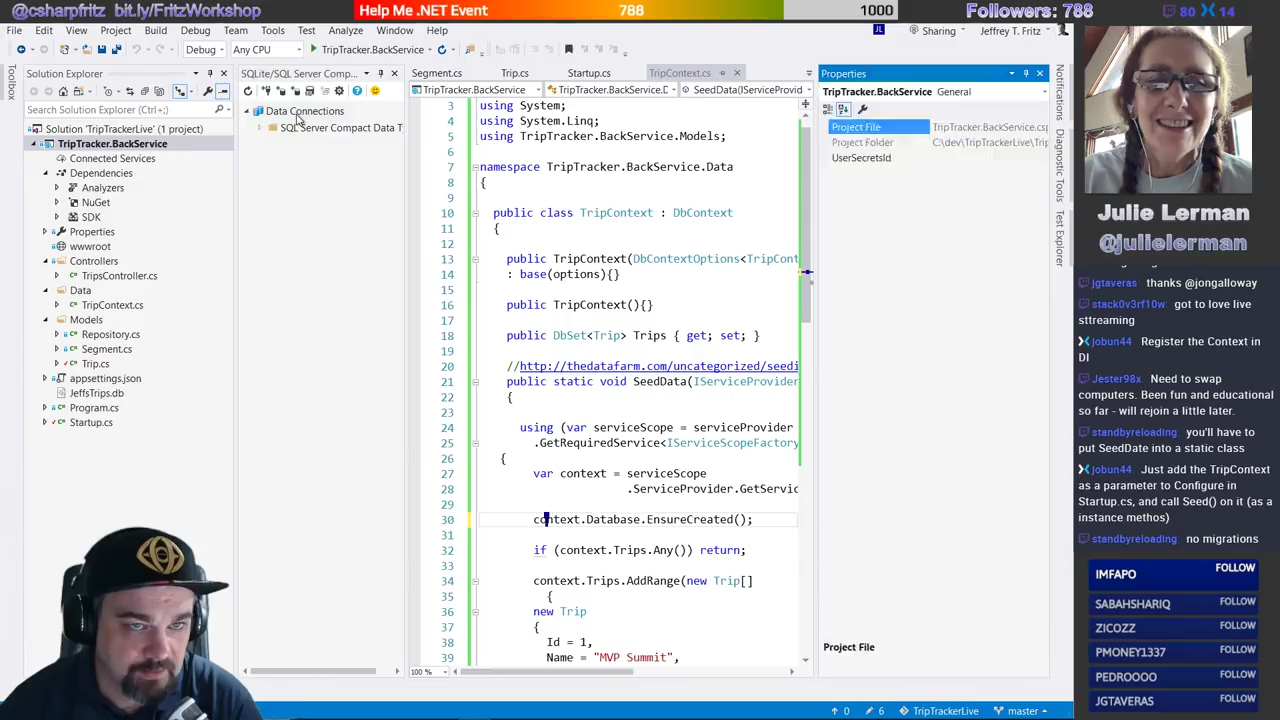 @csharpfritz bit.ly/FritzWorkshop
Help Me .NET Event
788
1000
Followers: 788
80
14
File Edit View Project Build Debug Team Tools Test Analyze Window Help
JL
Sharing
Jeffrey T. Fritz
Debug
Any CPU
TripTracker.BackService
Toolbox
Solution Explorer
Search Solution Explorer (Ctrl+;)
Solution 'TripTrackerLive' (1 project)
TripTracker.BackService
Connected Services
Dependencies
Analyzers
NuGet
SDK
Properties
wwwroot
Controllers
TripsController.cs
Data
TripContext.cs
Models
Repository.cs
Segment.cs
Trip.cs
appsettings.json
JeffsTrips.db
Program.cs
Startup.cs
SQLite/SQL Server Comp...
Data Connections
SQL Server Compact Data T
Segment.cs Trip.cs Startup.cs TripContext.cs
TripTracker.BackService
TripTracker.BackService.D
SeedData(IServiceProvid
3 using System;
4 using System.Linq;
5 using TripTracker.BackService.Models;
6
7 namespace TripTracker.BackService.Data
8 {
9
10 public class TripContext : DbContext
11 {
12
13 public TripContext(DbContextOptions<TripCont
14 : base(options){}
15
16 public TripContext(){}
17
18 public DbSet<Trip> Trips { get; set; }
19
20 //http://thedatafarm.com/uncategorized/seedi
21 public static void SeedData(IServiceProvider
22 {
23
24 using (var serviceScope = serviceProvider
25 .GetRequiredService<IServiceScopeFactory
26 {
27 var context = serviceScope
28 .ServiceProvider.GetServic
29
30 context.Database.EnsureCreated();
31
32 if (context.Trips.Any()) return;
33
34 context.Trips.AddRange(new Trip[]
35 {
36 new Trip
37 {
38 Id = 1,
39 Name = "MVP Summit",
100 %
Properties
TripTracker.BackService General
Project File TripTracker.BackService.csp
Project Folder C:\dev\TripTrackerLive\Trip
UserSecretsId
Project File
Notifications
Diagnostic Tools
Test Explorer
Julie Lerman
@julielerman
jgtaveras thanks @jongalloway
stack0v3rf10w got to love live
sttreaming
jobun44 Register the Context in
DI
Jester98x Need to swap
computers. Been fun and educational
so far - will rejoin a little later.
standbyreloading you'll have to
put SeedDate into a static class
jobun44 Just add the TripContext
as a parameter to Configure in
Startup.cs, and call Seed() on it (as a
instance methos)
standbyreloading no migrations
IMFAPO FOLLOW
SABAHSHARIQ FOLLOW
ZICOZZ FOLLOW
PMONEY1337 FOLLOW
PEDROOOO FOLLOW
JGTAVERAS FOLLOW
0
6
TripTrackerLive
master